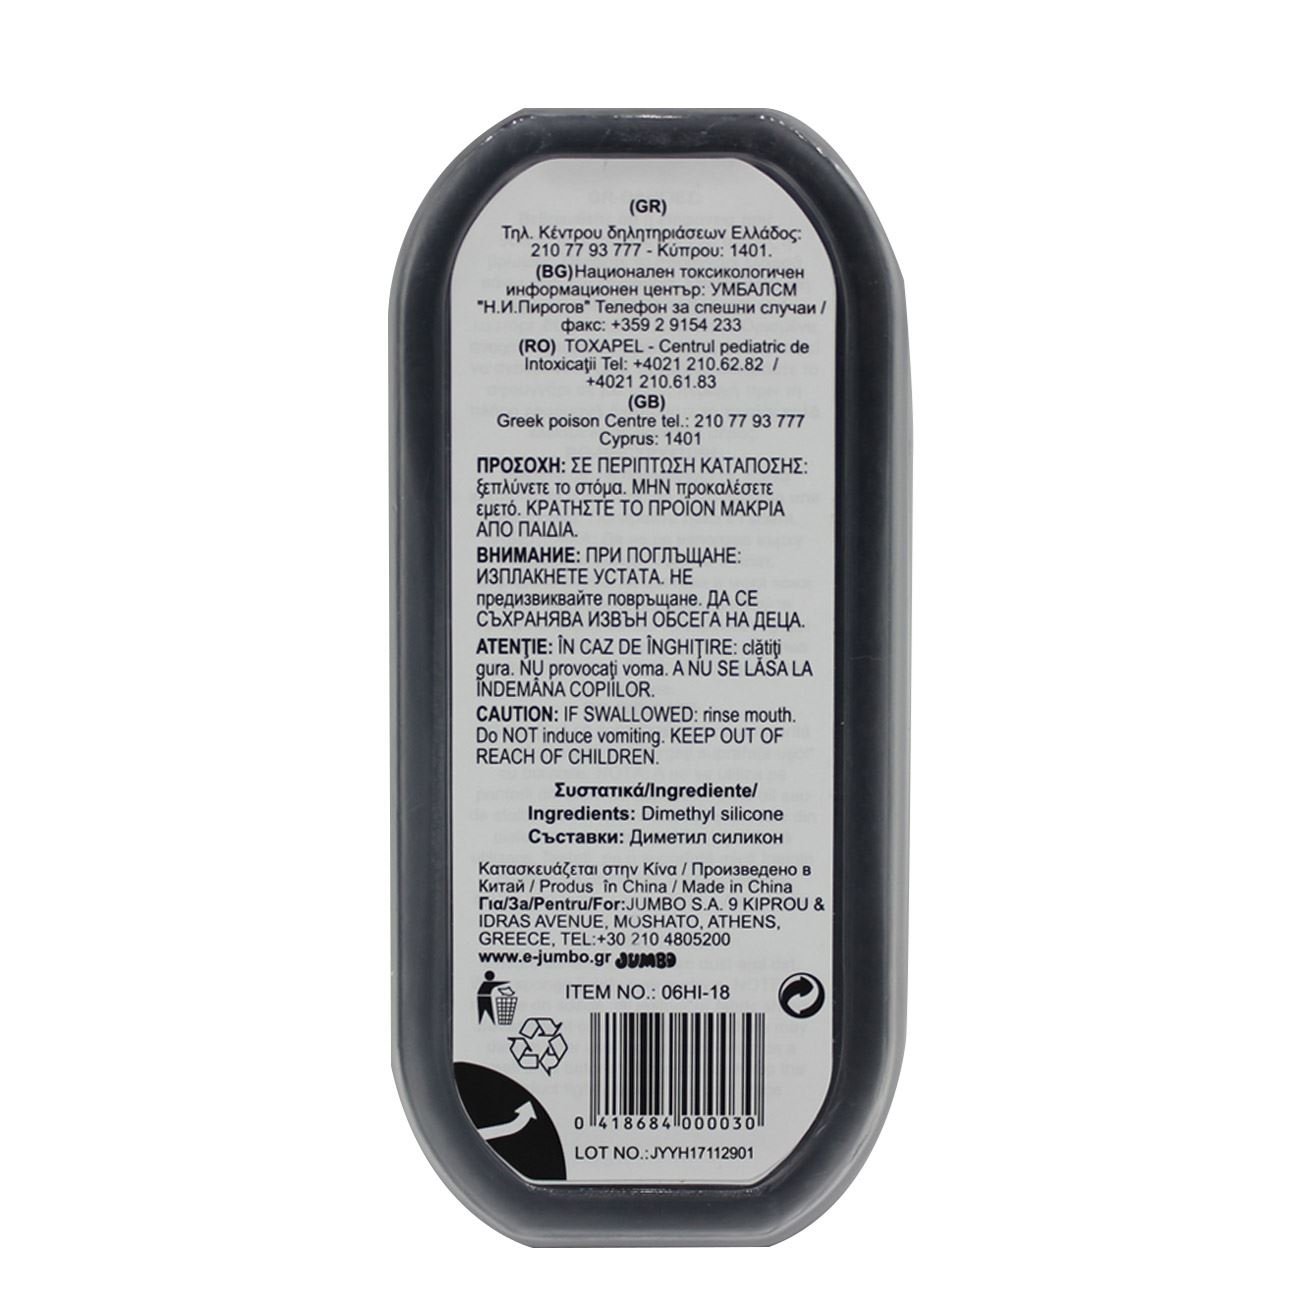 (GR)
Τηλ. Κέντρου δηλητηριάσεων Ελλάδος:
210 77 93 777 - Κύπρου: 1401.
(BG)Национален токсикологичен
информационен център: УМБАЛСМ
"Н.И.Пирогов" Телефон за спешни случаи /
факс: +359 2 9154 233
(RO) TOXAPEL - Centrul pediatric de
Intoxicaţii Tel: +4021 210.62.82 /
+4021 210.61.83
(GB)
Greek poison Centre tel.: 210 77 93 777
Cyprus: 1401
ΠΡΟΣΟΧΗ: ΣΕ ΠΕΡΙΠΤΩΣΗ ΚΑΤΑΠΟΣΗΣ:
ξεπλύνετε το στόμα. ΜΗΝ προκαλέσετε
εμετό. ΚΡΑΤΗΣΤΕ ΤΟ ΠΡΟΪΟΝ ΜΑΚΡΙΑ
ΑΠΟ ΠΑΙΔΙΑ.
ВНИМАНИЕ: ПРИ ПОГЛЪЩАНЕ:
ИЗПЛАКНЕТЕ УСТАТА. НЕ
предизвиквайте повръщане. ДА СЕ
СЪХРАНЯВА ИЗВЪН ОБСЕГА НА ДЕЦА.
ATENŢIE: ÎN CAZ DE ÎNGHIŢIRE: clătiţi
gura. NU provocaţi voma. A NU SE LĂSA LA
ÎNDEMÂNA COPIILOR.
CAUTION: IF SWALLOWED: rinse mouth.
Do NOT induce vomiting. KEEP OUT OF
REACH OF CHILDREN.
Συστατικά/Ingrediente/
Ingredients: Dimethyl silicone
Съставки: Диметил силикон
Κατασκευάζεται στην Κίνα / Произведено в
Китай / Produs în China / Made in China
Για/За/Pentru/For:JUMBO S.A. 9 KIPROU &
IDRAS AVENUE, MOSHATO, ATHENS,
GREECE, TEL:+30 210 4805200
www.e-jumbo.gr JUMBO
ITEM NO.: 06HI-18
0 418684 000030
LOT NO.:JYYH17112901